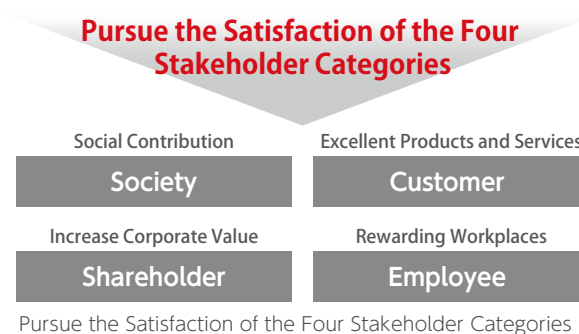 Pursue the Satisfaction of the Four
Stakeholder Categories
Social Contribution
Society
Excellent Products and Services
Customer
Increase Corporate Value
Shareholder
Rewarding Workplaces
Employee
Pursue the Satisfaction of the Four Stakeholder Categories